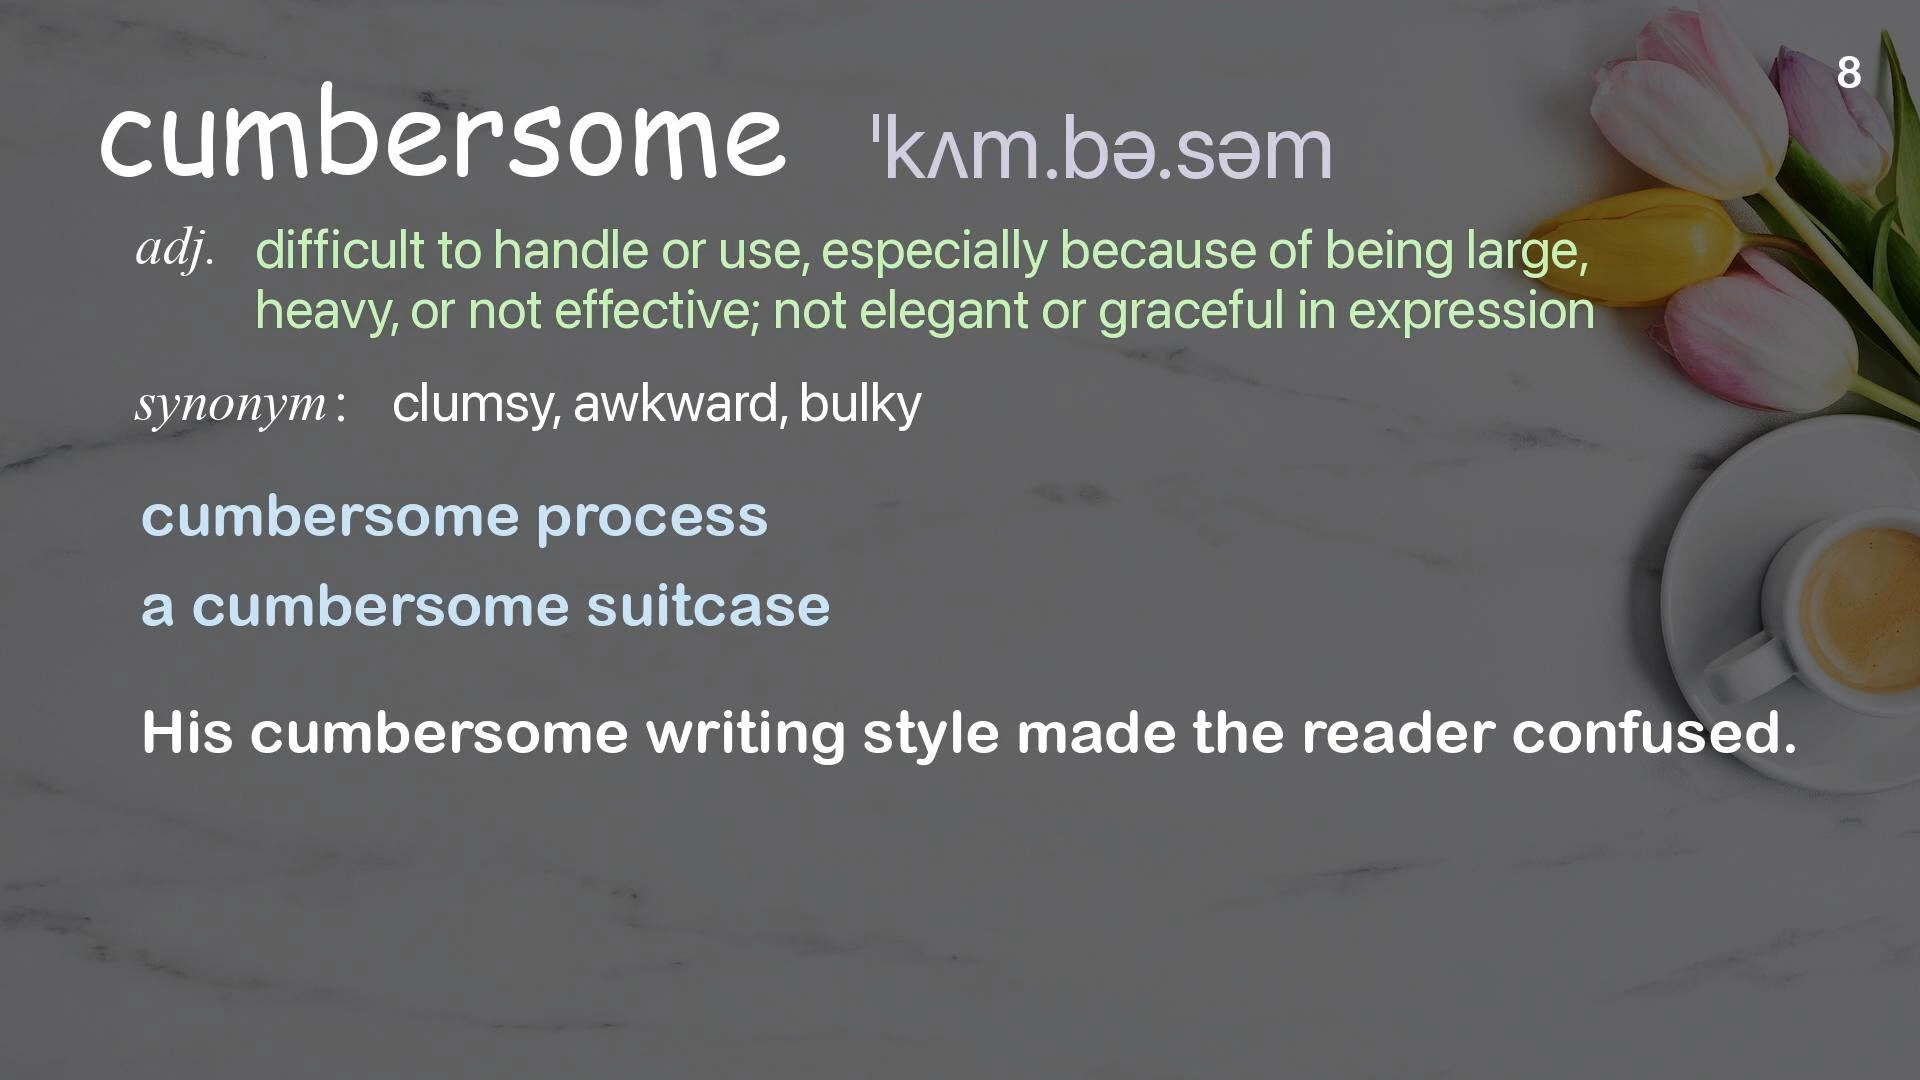 8
cumbersome ˈkʌm.bə.səm
adj. difficult to handle or use, especially because of being large,
heavy, or not effective; not elegant or graceful in expression
synonym: clumsy, awkward, bulky
cumbersome process
a cumbersome suitcase
His cumbersome writing style made the reader confused.